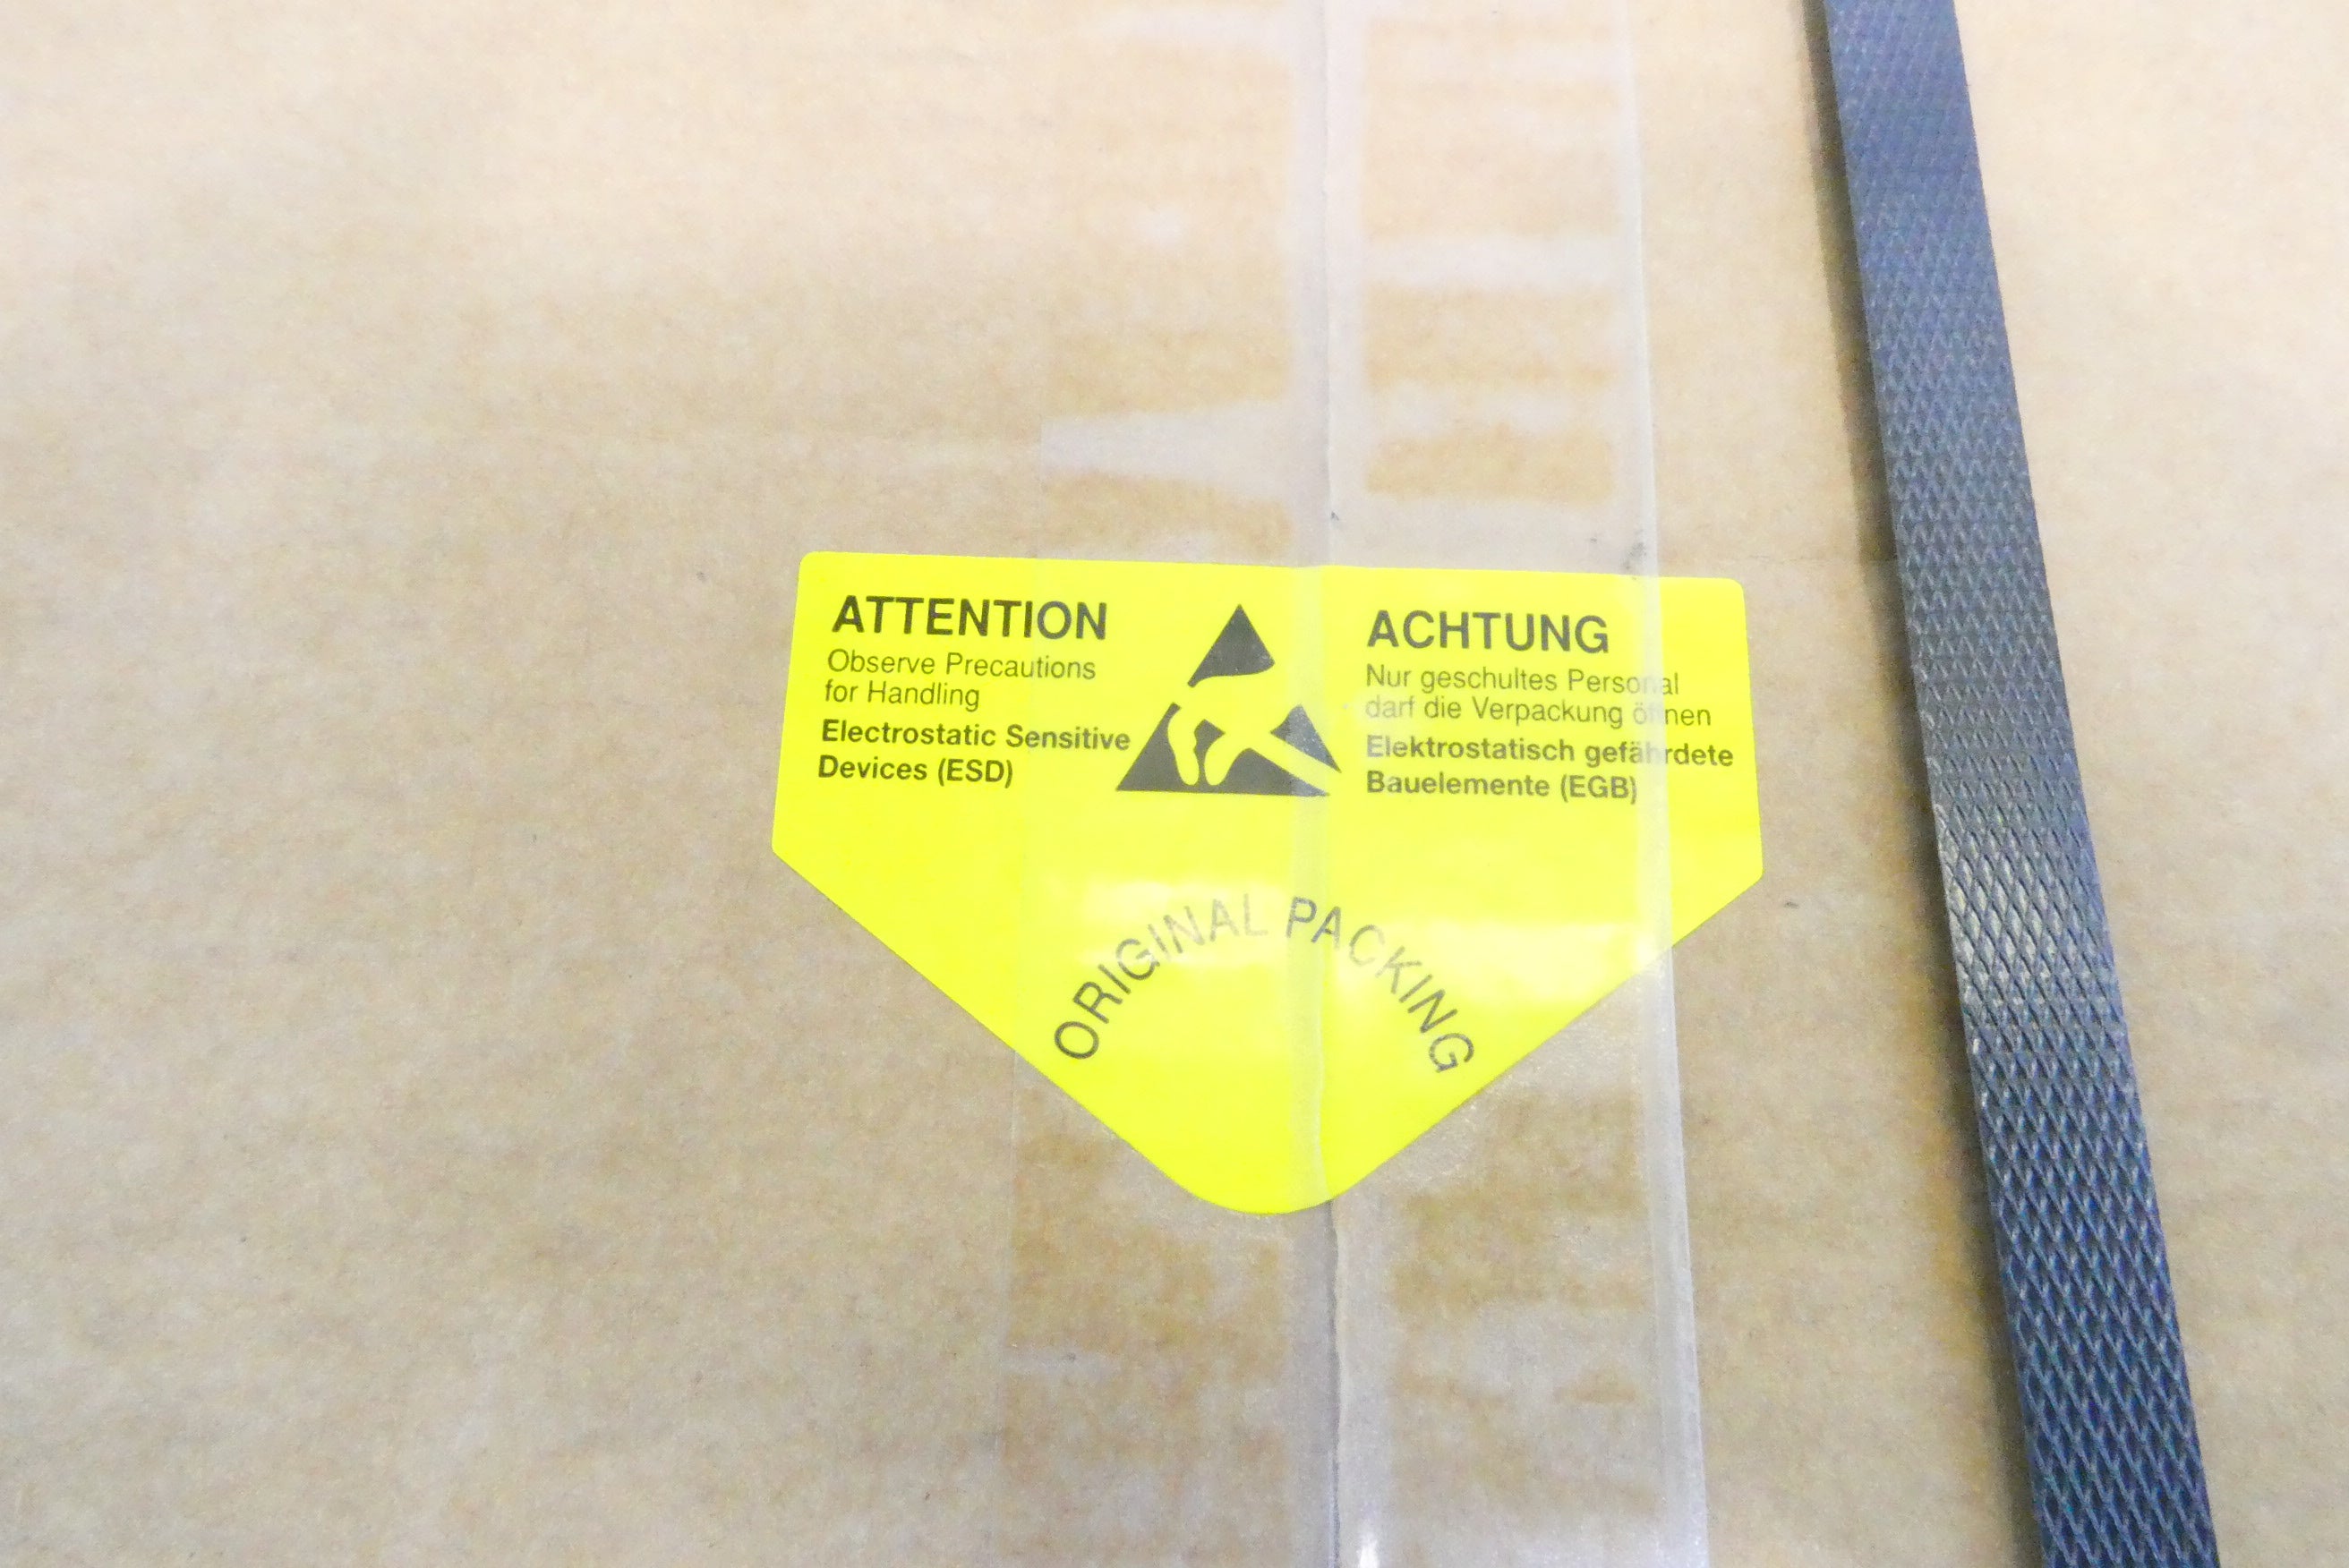 ATTENTION
Observe Precautions
for Handling
Electrostatic Sensitive
Devices (ESD)
ACHTUNG
Nur geschultes Personal
darf die Verpackung öffnen
Elektrostatisch gefährdete
Bauelemente (EGB)
ORIGINAL PACKING